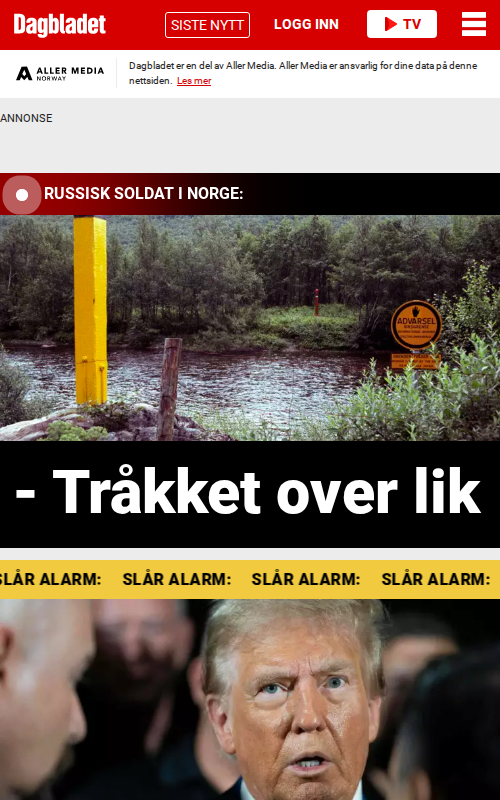 Dagbladet
SISTE NYTT
LOGG INN
TV
ALLER MEDIA
NORWAY
Dagbladet er en del av Aller Media. Aller Media er ansvarlig for dine data på denne
nettsiden. Les mer
ANNONSE
RUSSISK SOLDAT I NORGE:
ADVARSEL
- Tråkket over lik
SLÅR ALARM: SLÅR ALARM: SLÅR ALARM: SLÅR ALARM: